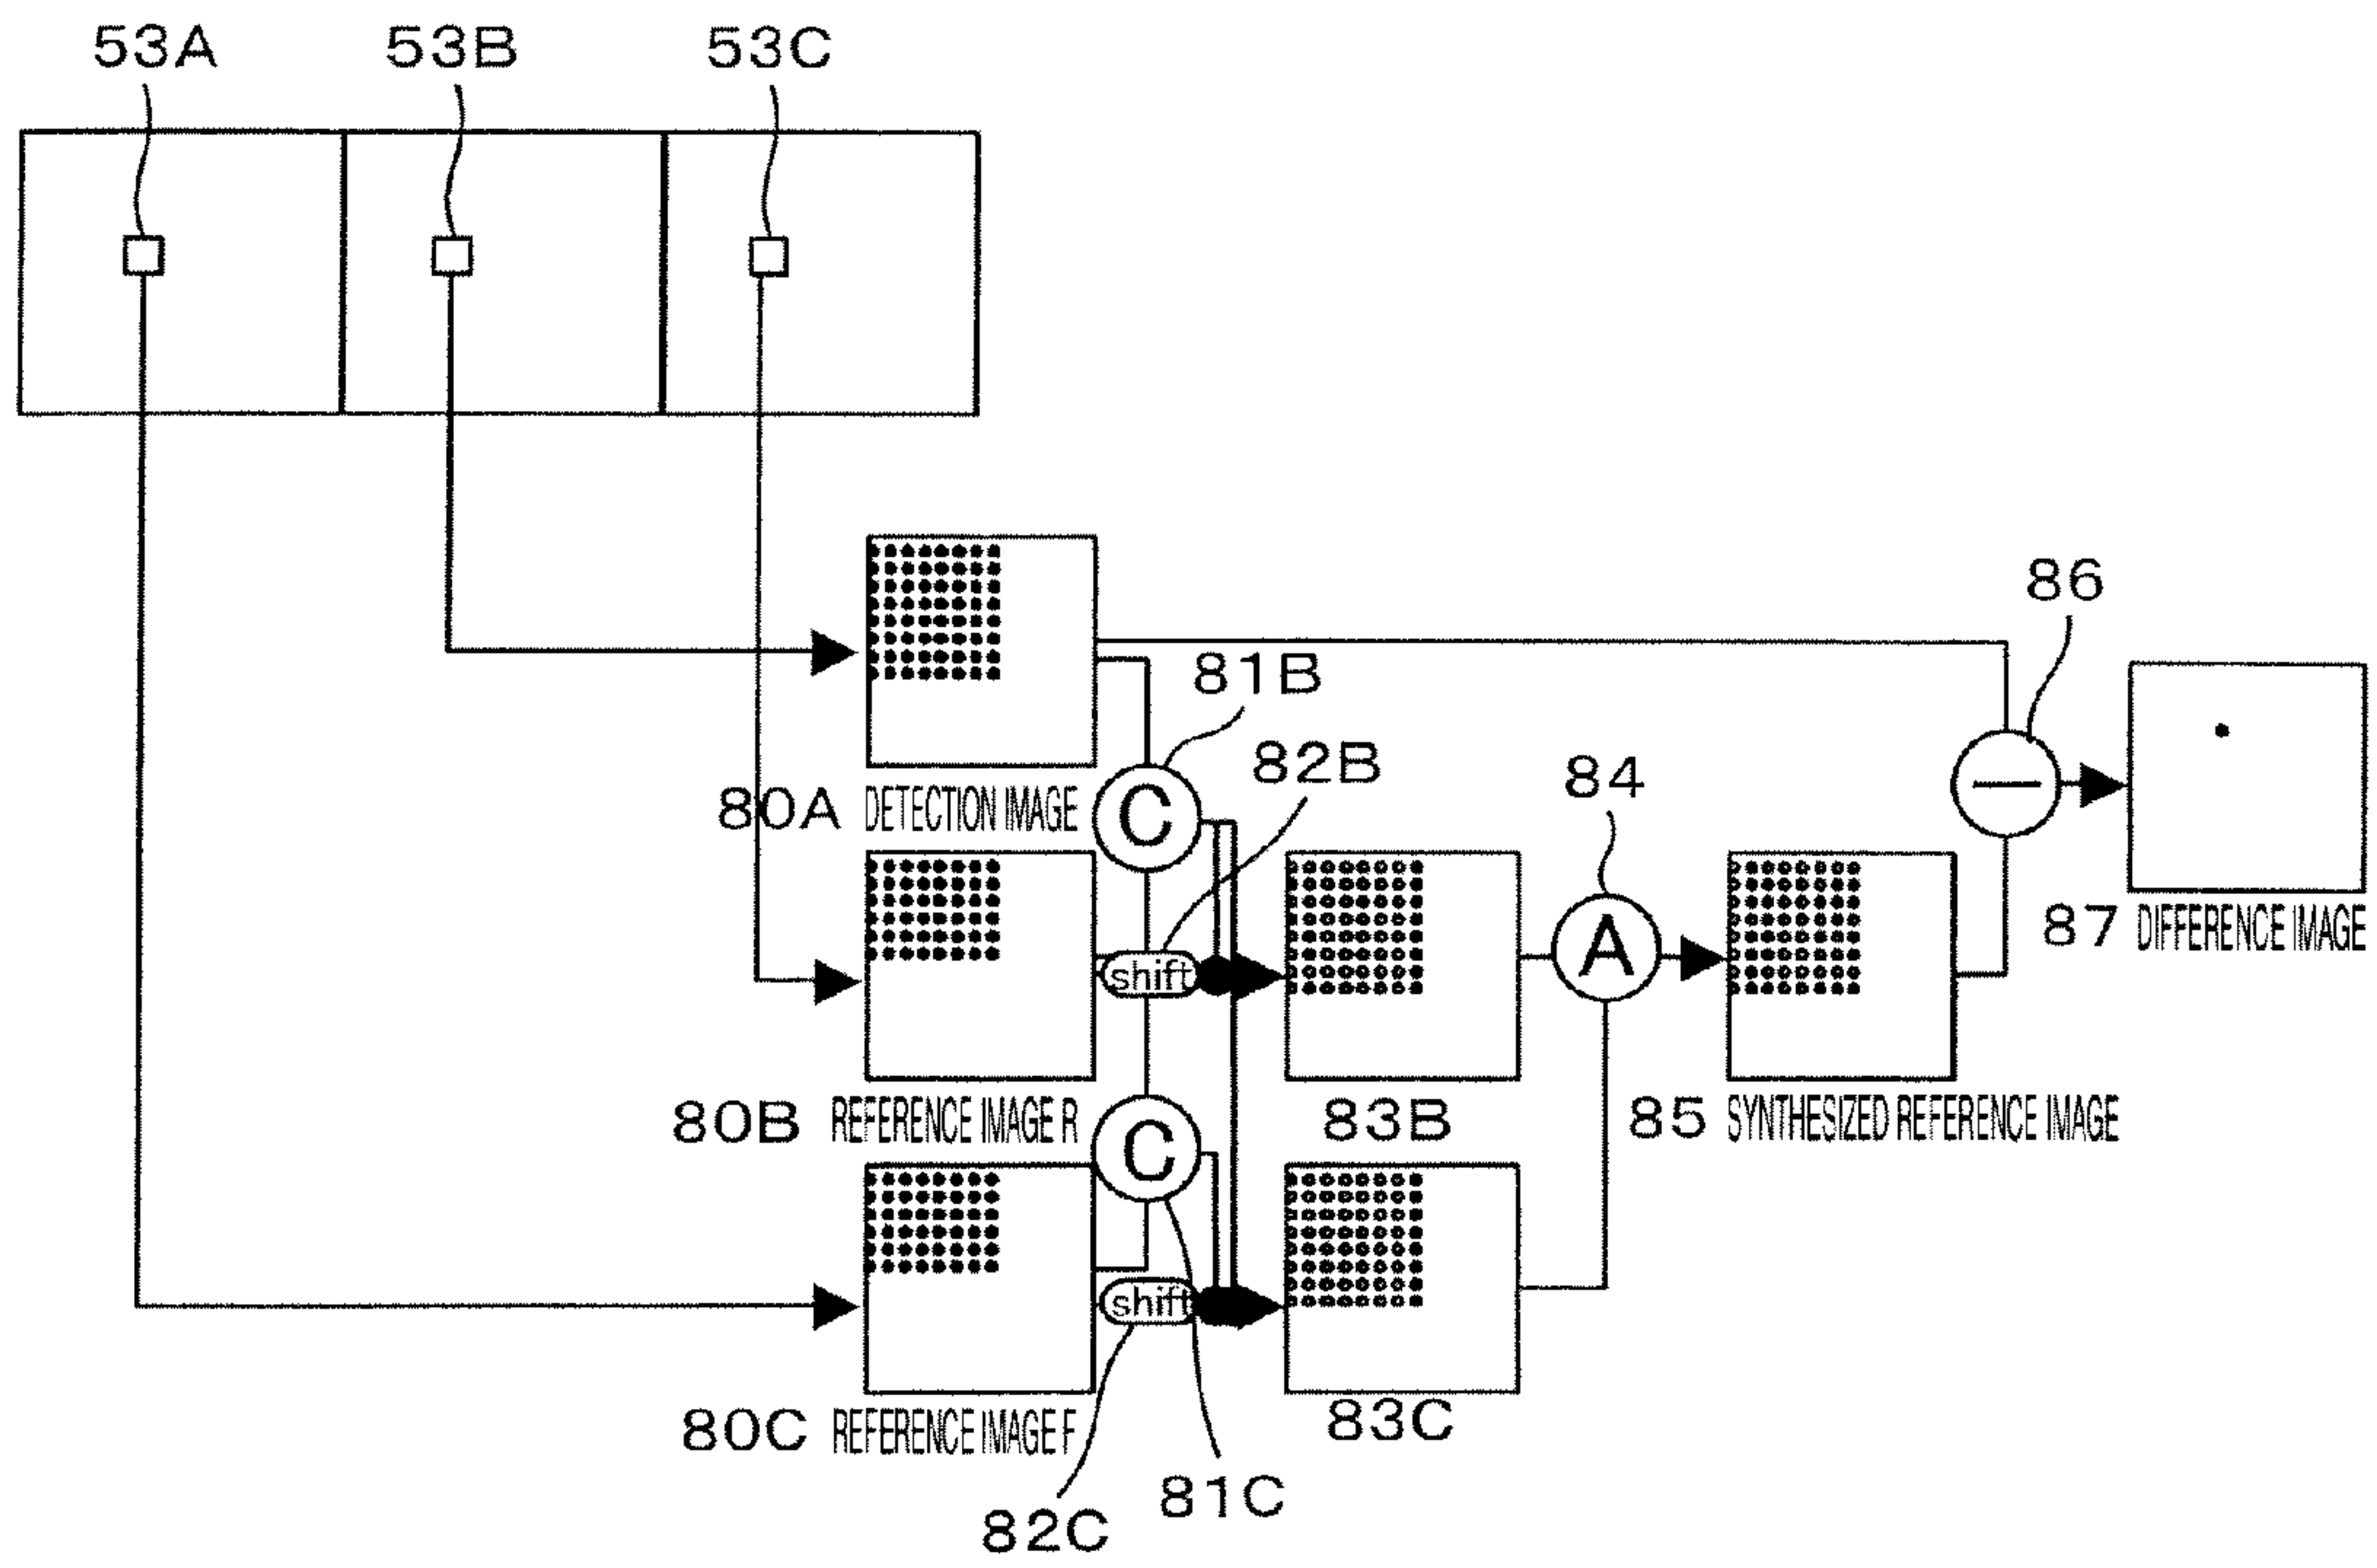 53A 53B 53C
86
81B
82B
84
80A DETECTION IMAGE
C
87 DIFFERENCE IMAGE
A
shift
80B REFERENCE IMAGE R
C
83B
85 SYNTHESIZED REFERENCE IMAGE
shift
80C REFERENCE IMAGE F
83C
81C
82C